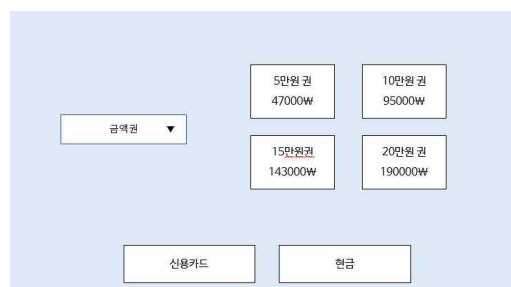 5만원 권
47000₩
10만원 권
95000₩
금액권 ▼
15만원권
143000₩
20만원 권
190000₩
신용카드
현금